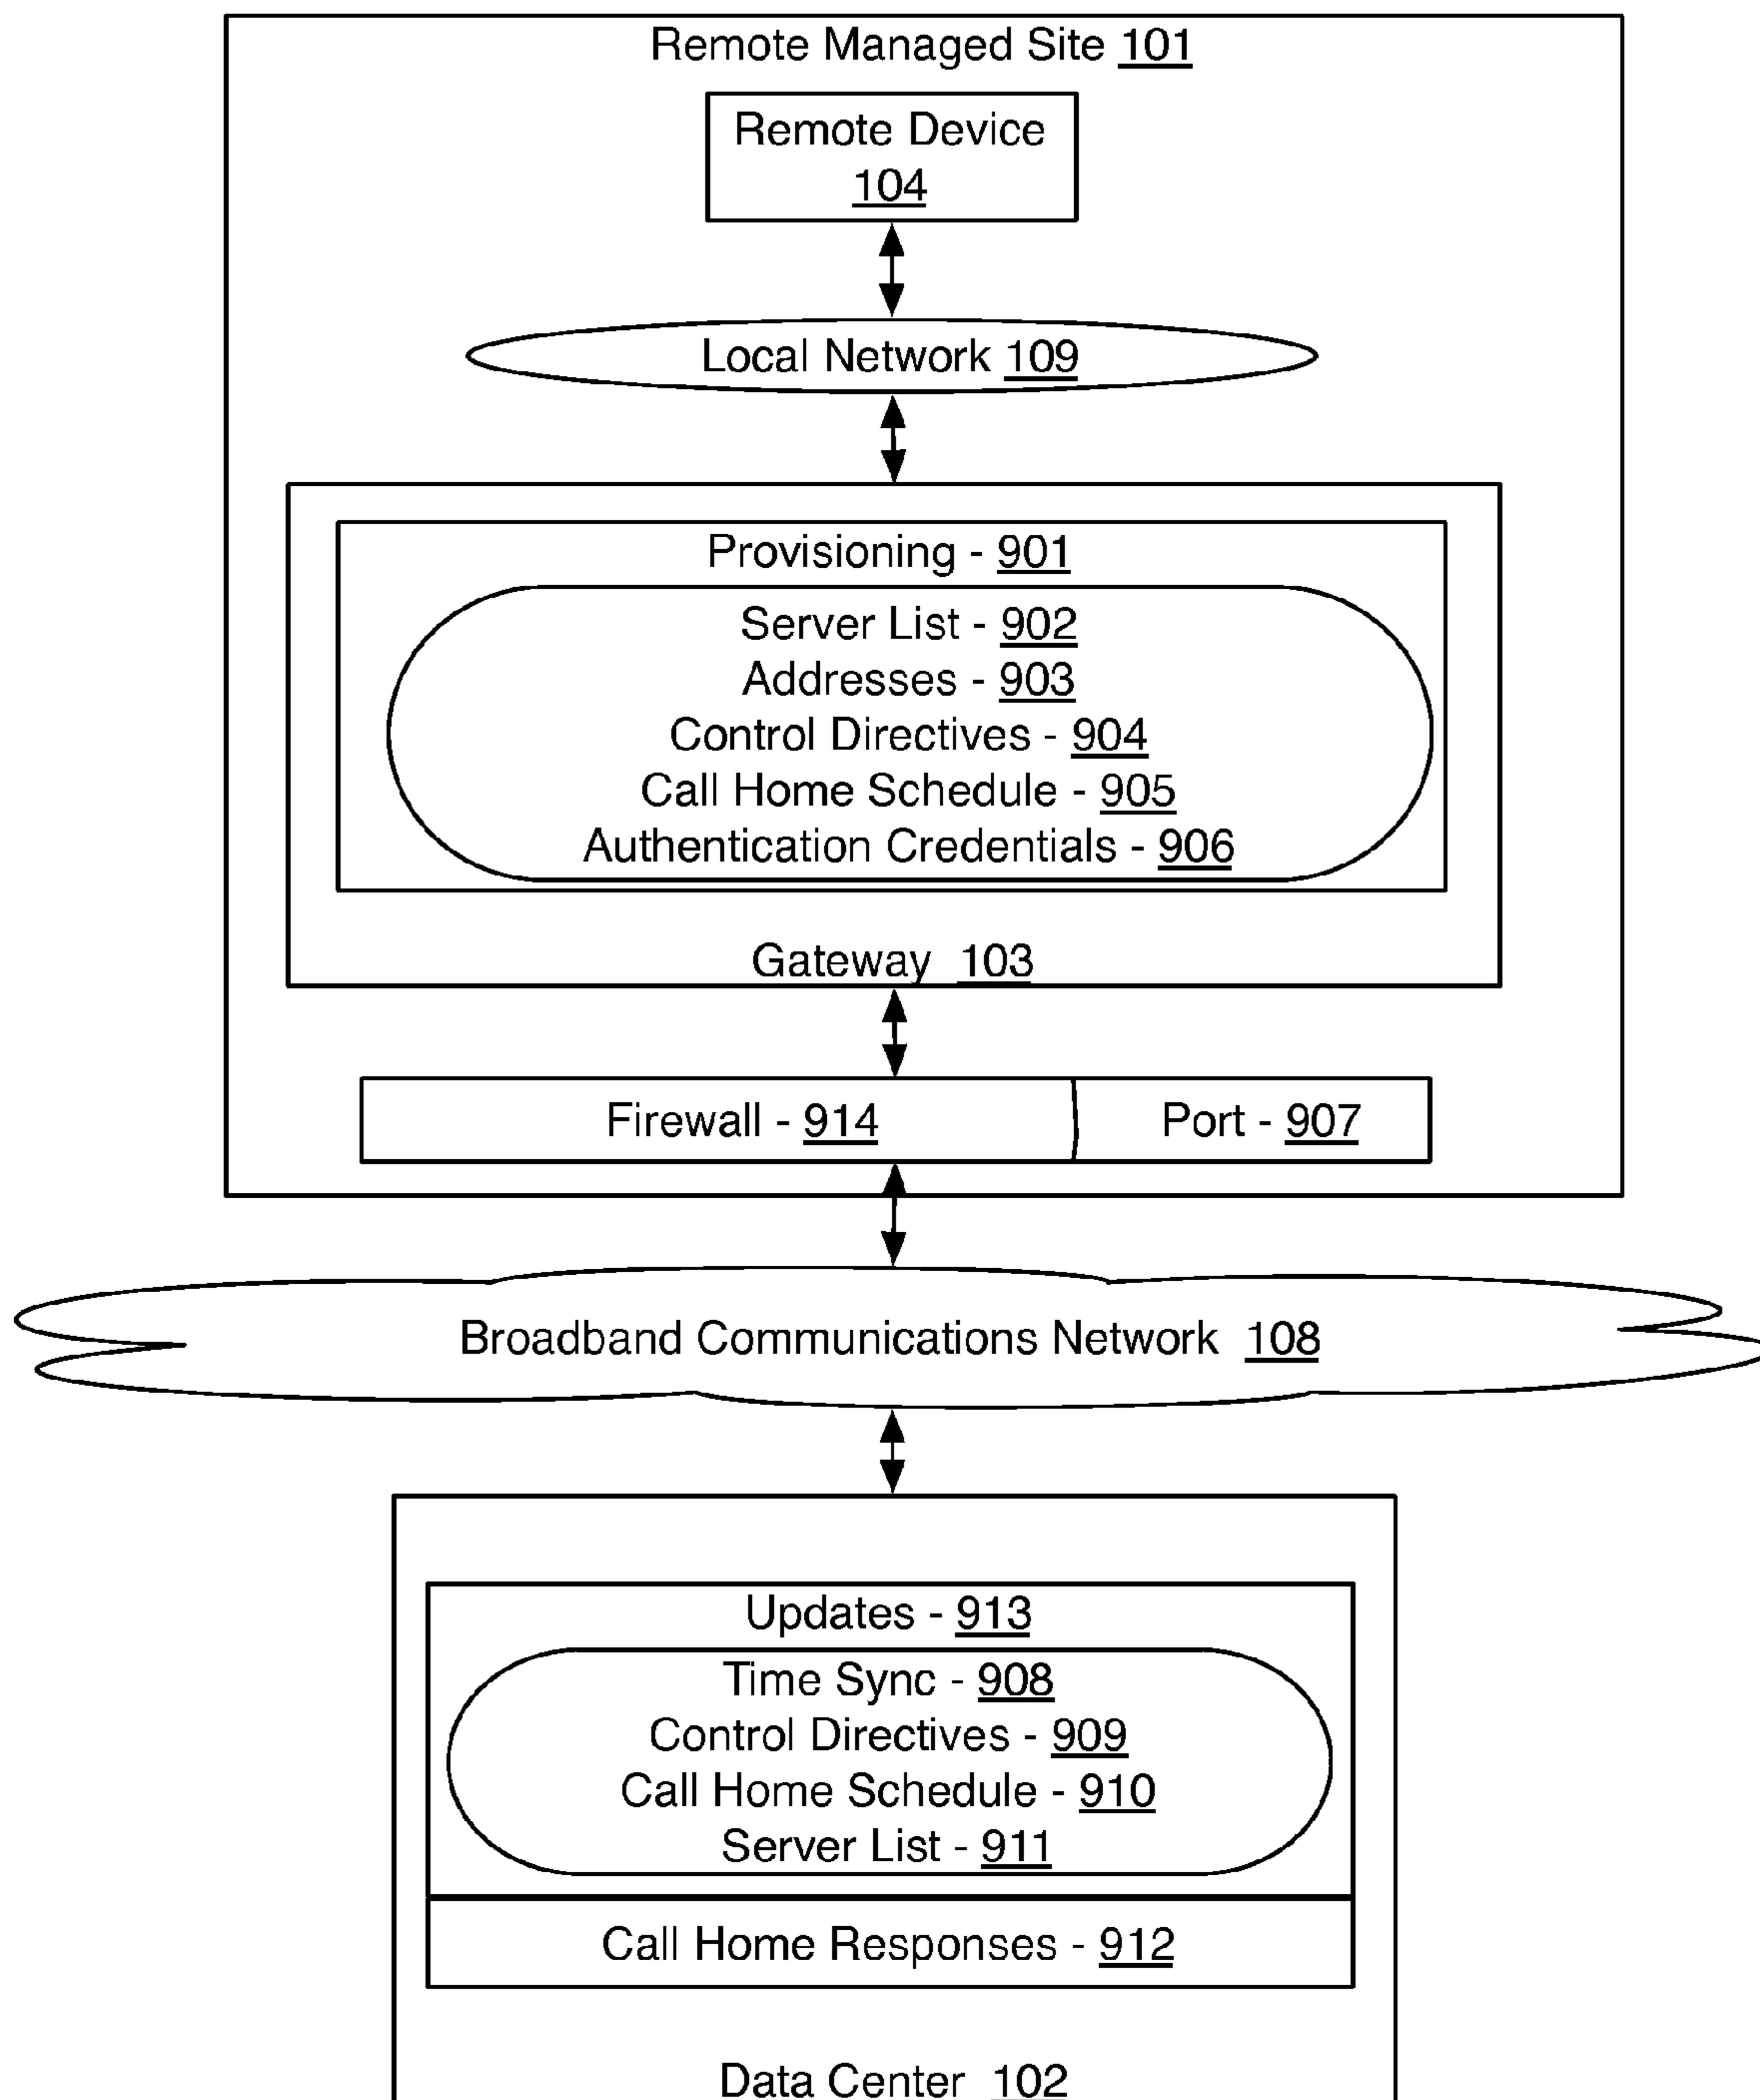 Remote Managed Site 101
Remote Device
104
Local Network 109
Provisioning - 901
Server List - 902
Addresses - 903
Control Directives - 904
Call Home Schedule - 905
Authentication Credentials - 906
Gateway 103
Firewall - 914
Port - 907
Broadband Communications Network 108
Updates - 913
Time Sync - 908
Control Directives - 909
Call Home Schedule - 910
Server List - 911
Call Home Responses - 912
Data Center 102